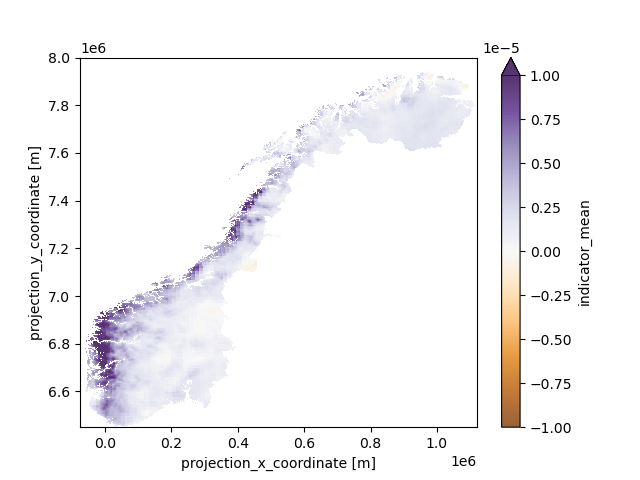 1e6
8.0
7.8
7.6
7.4
7.2
7.0
6.8
6.6
projection_y_coordinate [m]
0.0 0.2 0.4 0.6 0.8 1.0
1e6
projection_x_coordinate [m]
1e−5
1.00
0.75
0.50
0.25
0.00
−0.25
−0.50
−0.75
−1.00
indicator_mean